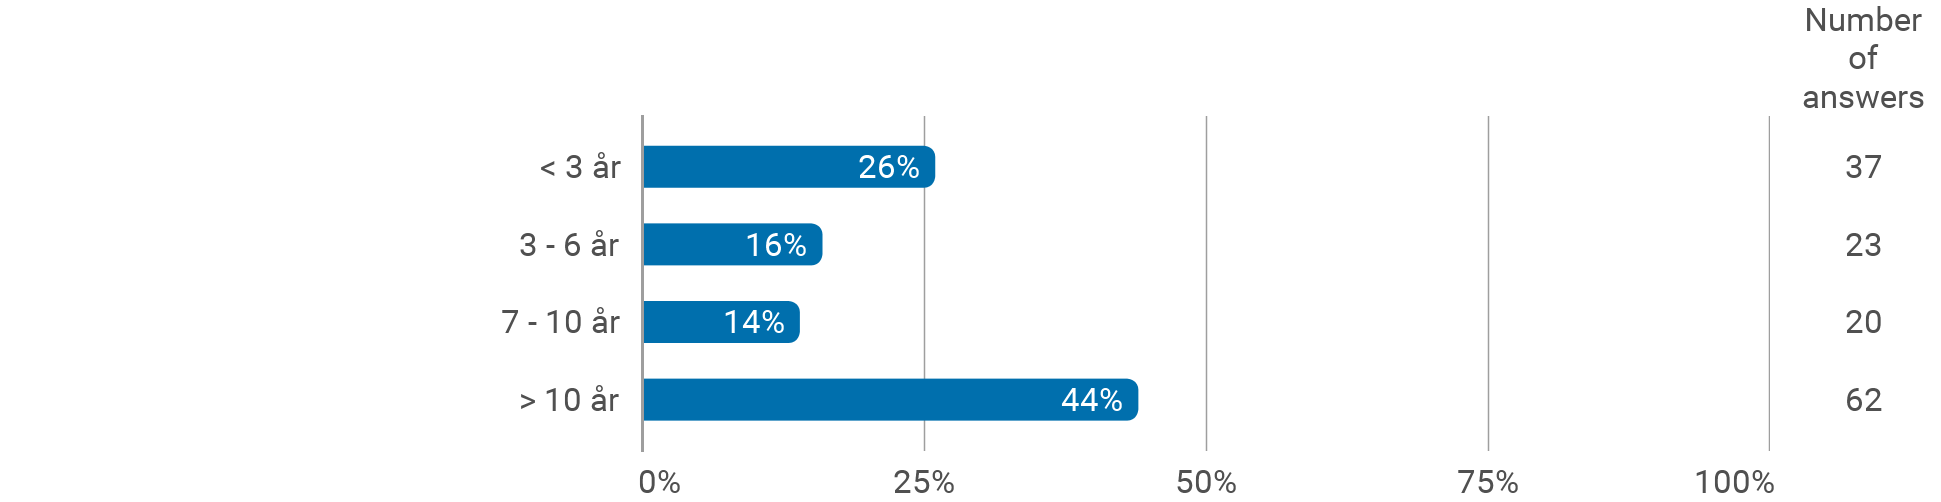 Number
of
answers
< 3 år 26% 37
3 - 6 år 16% 23
7 - 10 år 14% 20
> 10 år 44% 62
0% 25% 50% 75% 100%